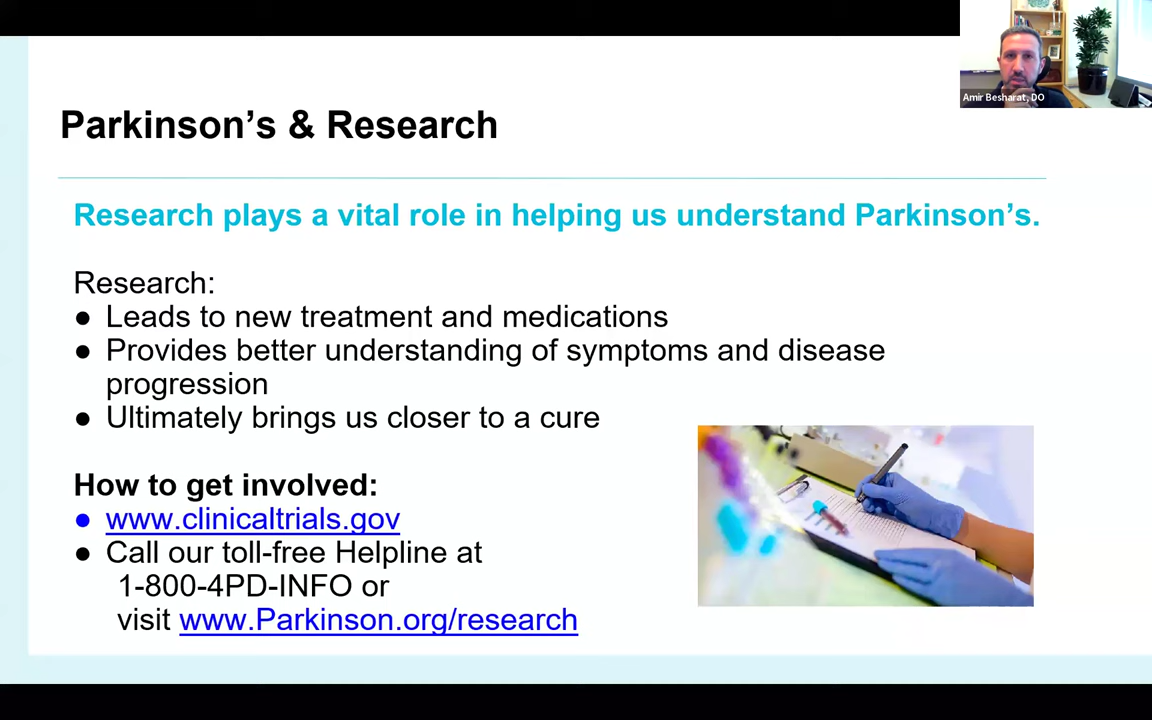 Amir Besharat, DO
Parkinson’s & Research
Research plays a vital role in helping us understand Parkinson’s.
Research:
● Leads to new treatment and medications
● Provides better understanding of symptoms and disease
progression
● Ultimately brings us closer to a cure
How to get involved:
● www.clinicaltrials.gov
● Call our toll-free Helpline at
1-800-4PD-INFO or
visit www.Parkinson.org/research